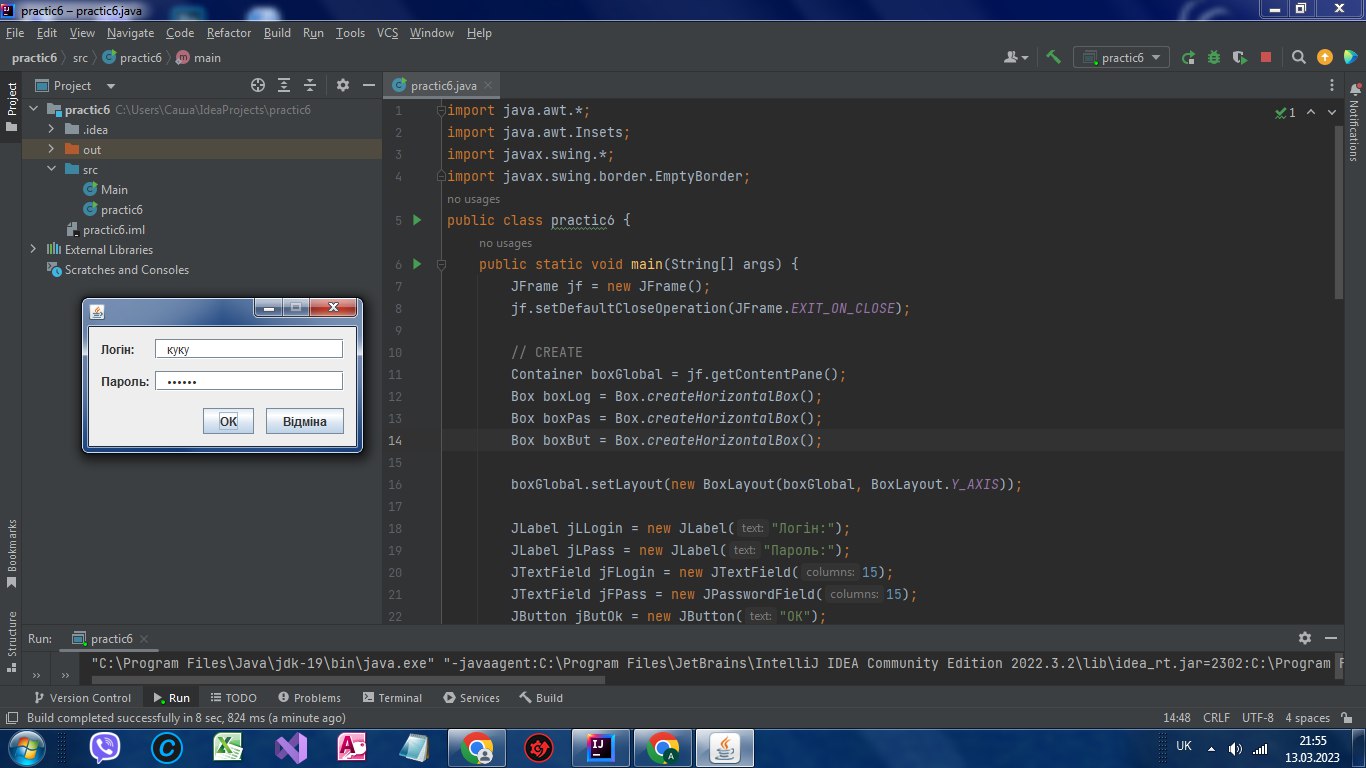 practic6 – practic6.java
File Edit View Navigate Code Refactor Build Run Tools VCS Window Help
practic6 src practic6 main
practic6
Project
practic6.java
practic6 C:\Users\Саша\IdeaProjects\practic6
.idea
out
src
Main
practic6
practic6.iml
External Libraries
Scratches and Consoles
Логін: куку
Пароль: ••••••
OK Відміна
1 import java.awt.*;
2 import java.awt.Insets;
3 import javax.swing.*;
4 import javax.swing.border.EmptyBorder;
no usages
5 public class practic6 {
no usages
6 public static void main(String[] args) {
7 JFrame jf = new JFrame();
8 jf.setDefaultCloseOperation(JFrame.EXIT_ON_CLOSE);
9
10 // CREATE
11 Container boxGlobal = jf.getContentPane();
12 Box boxLog = Box.createHorizontalBox();
13 Box boxPas = Box.createHorizontalBox();
14 Box boxBut = Box.createHorizontalBox();
15
16 boxGlobal.setLayout(new BoxLayout(boxGlobal, BoxLayout.Y_AXIS));
17
18 JLabel jLLogin = new JLabel( text: "Логін:");
19 JLabel jLPass = new JLabel( text: "Пароль:");
20 JTextField jFLogin = new JTextField( columns: 15);
21 JTextField jFPass = new JPasswordField( columns: 15);
22 JButton jButOk = new JButton( text: "OK");
1
Project
Bookmarks
Structure
Notifications
Run: practic6
"C:\Program Files\Java\jdk-19\bin\java.exe" "-javaagent:C:\Program Files\JetBrains\IntelliJ IDEA Community Edition 2022.3.2\lib\idea_rt.jar=2302:C:\Program F
Version Control Run TODO Problems Terminal Services Build
Build completed successfully in 8 sec, 824 ms (a minute ago)
14:48 CRLF UTF-8 4 spaces
UK
21:55
13.03.2023